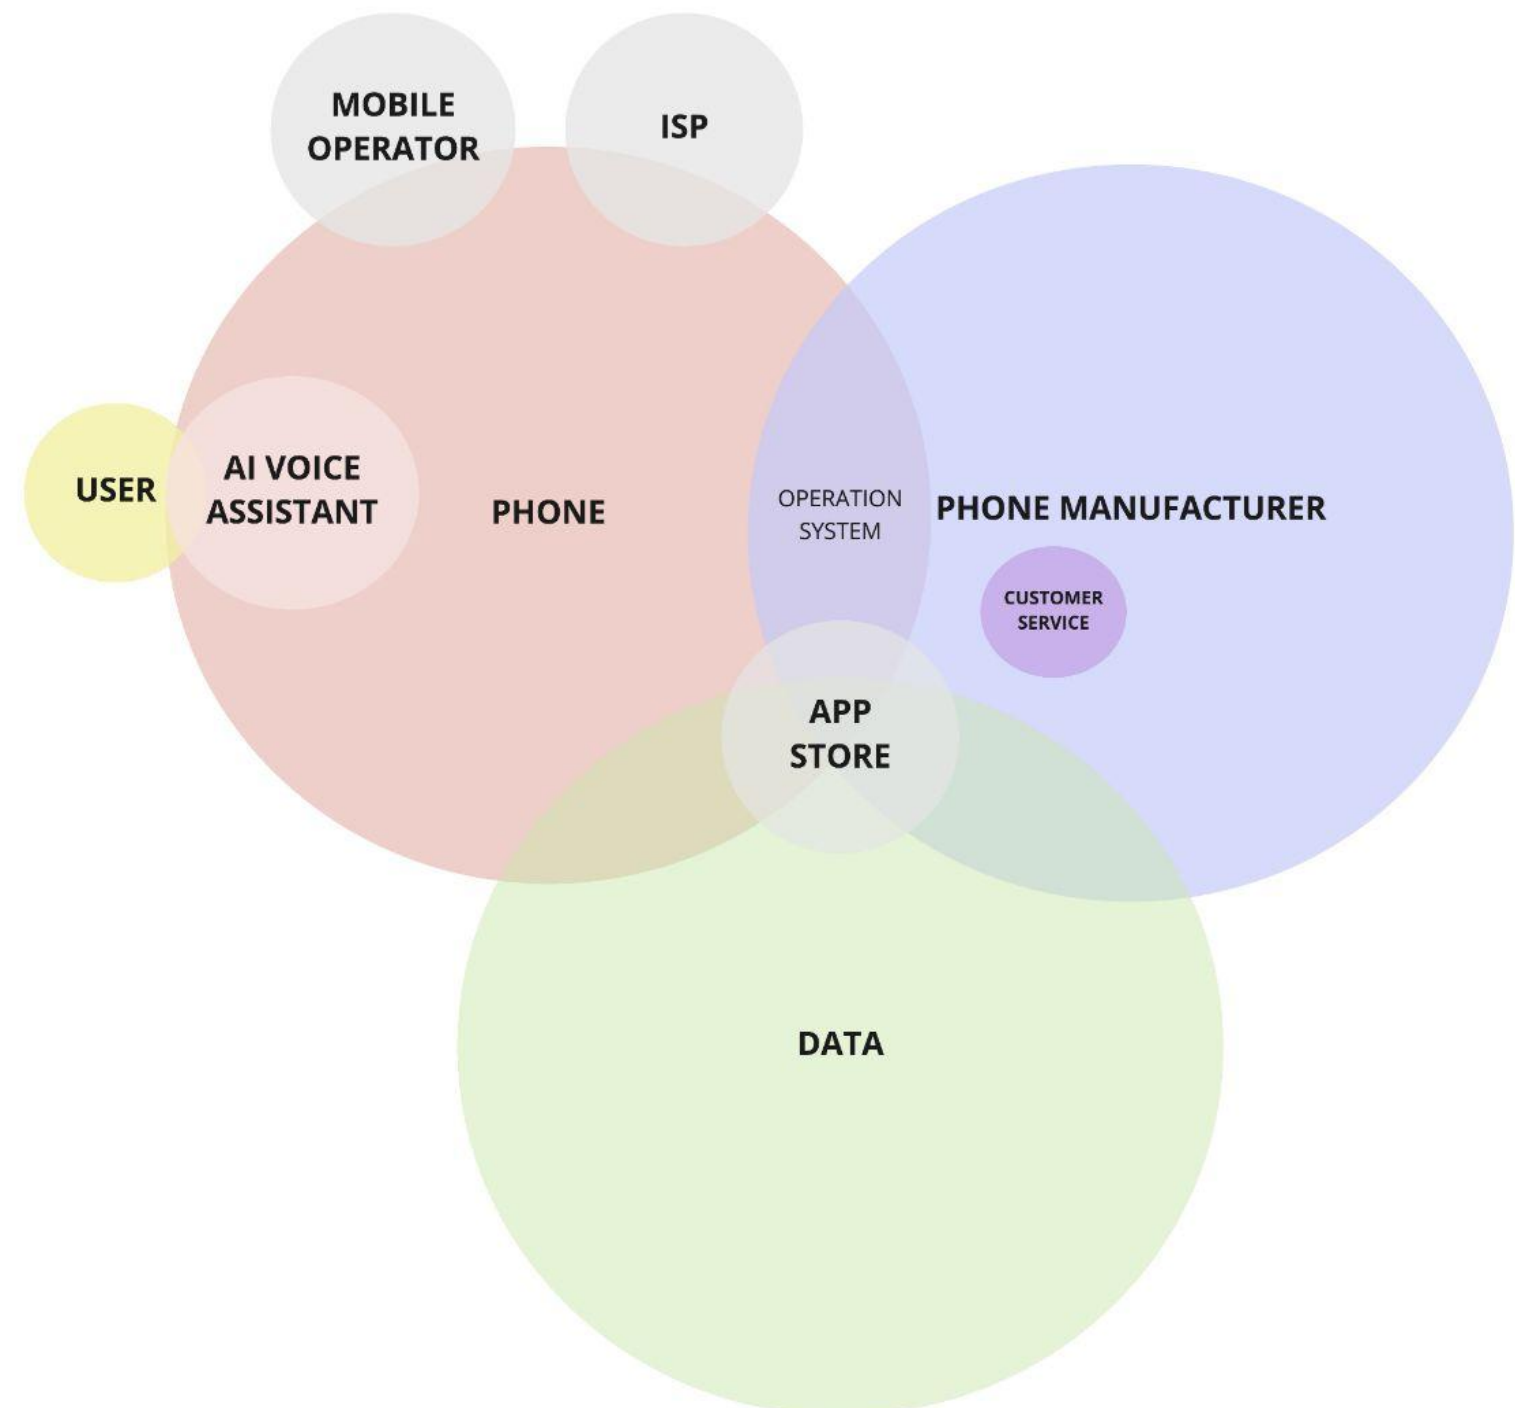 MOBILE
OPERATOR
ISP
USER
AI VOICE
ASSISTANT
PHONE
OPERATION
SYSTEM
PHONE MANUFACTURER
CUSTOMER
SERVICE
APP
STORE
DATA